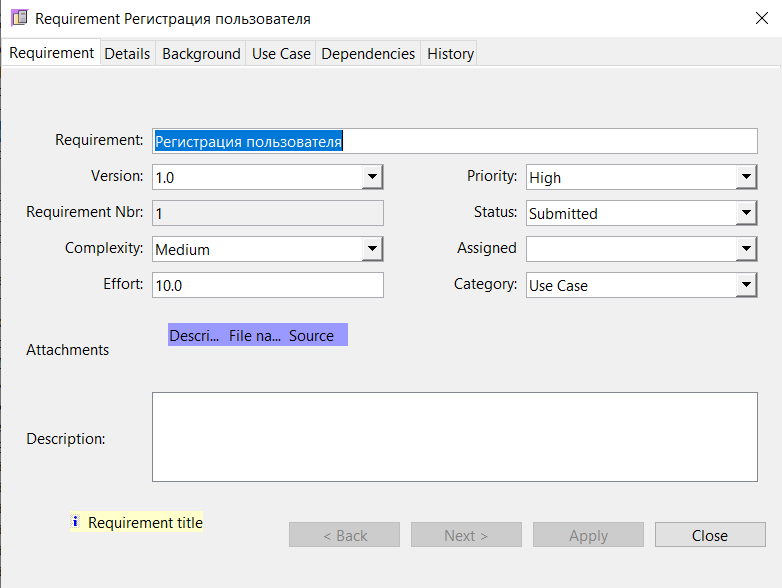 Requirement Регистрация пользователя
Requirement Details Background Use Case Dependencies History
Requirement: Регистрация пользователя
Version: 1.0 Priority: High
Requirement Nbr: 1 Status: Submitted
Complexity: Medium Assigned
Effort: 10.0 Category: Use Case
Descri... File na... Source
Attachments
Description:
Requirement title
< Back Next > Apply Close